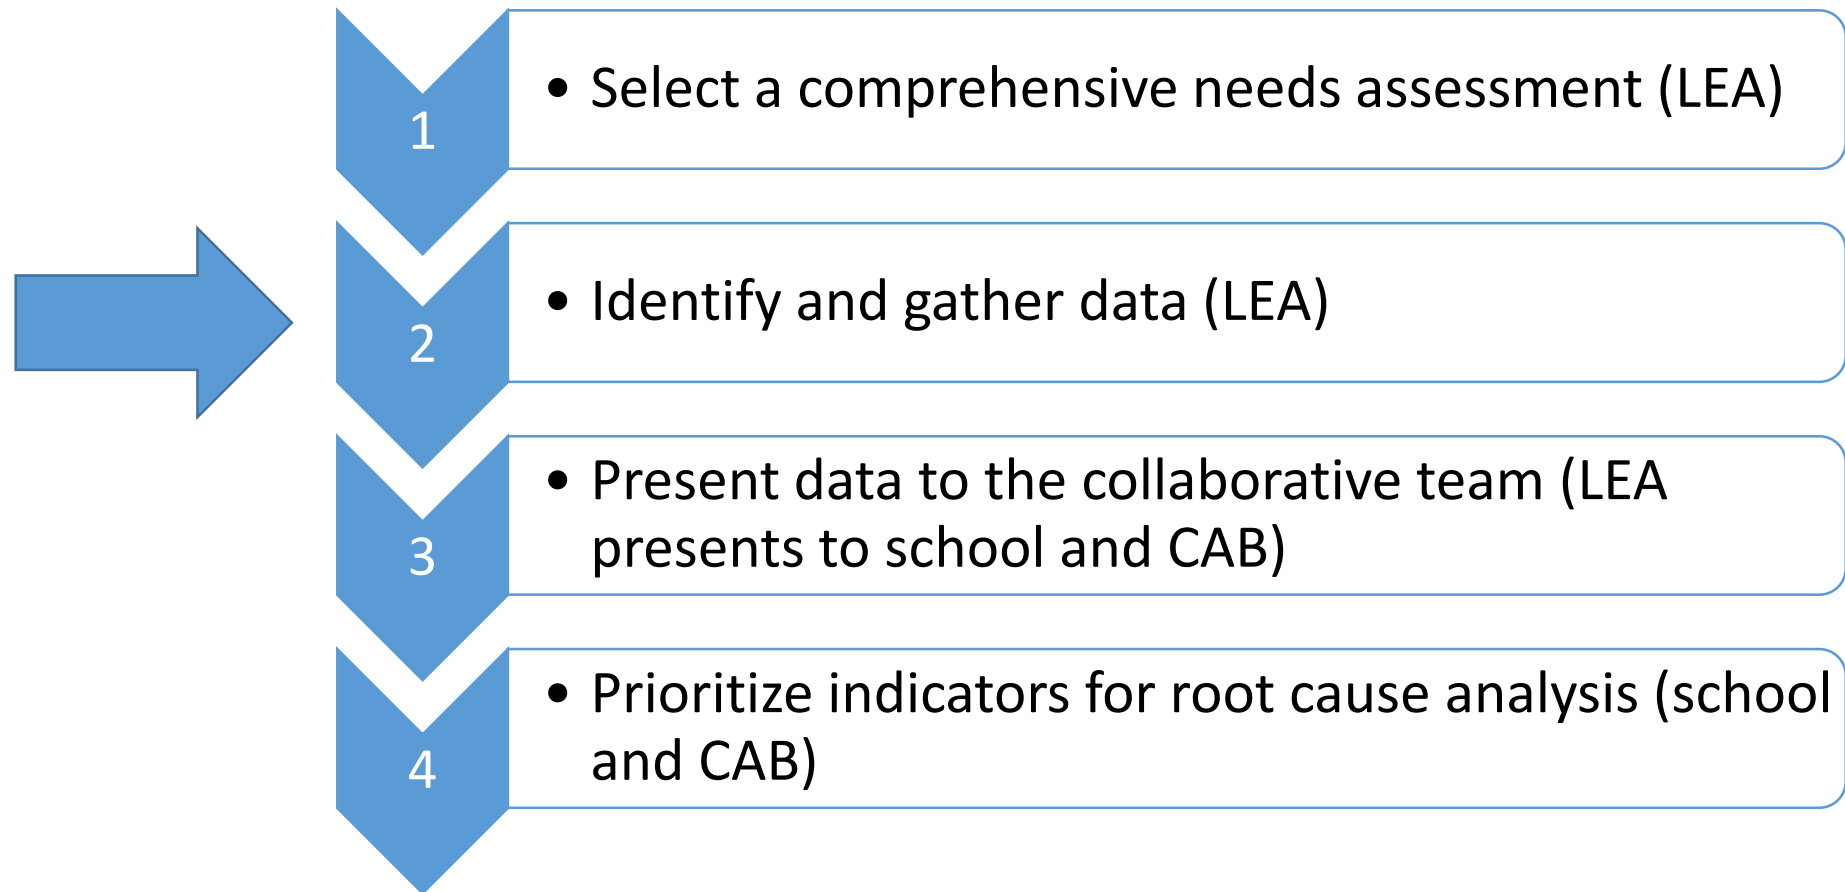 1
• Select a comprehensive needs assessment (LEA)
2
• Identify and gather data (LEA)
3
• Present data to the collaborative team (LEA
presents to school and CAB)
4
• Prioritize indicators for root cause analysis (school
and CAB)